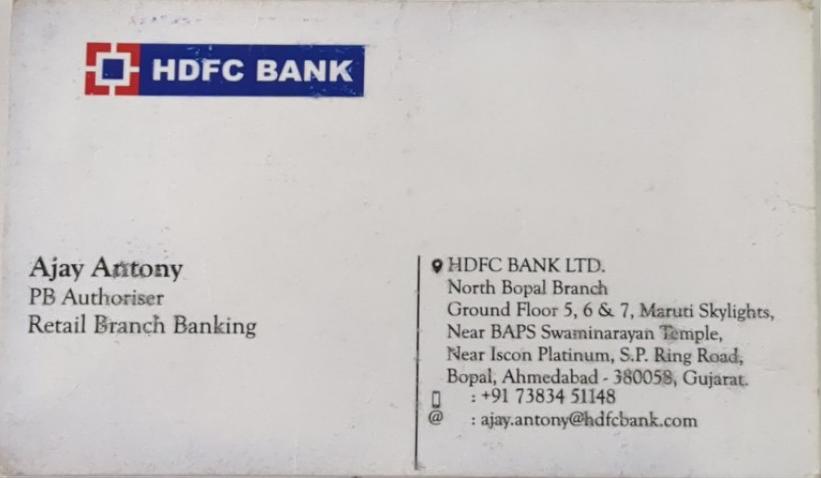 HDFC BANK
Ajay Antony
PB Authoriser
Retail Branch Banking
HDFC BANK LTD.
North Bopal Branch
Ground Floor 5, 6 & 7, Maruti Skylights,
Near BAPS Swaminarayan Temple,
Near Iscon Platinum, S.P. Ring Road,
Bopal, Ahmedabad - 380058, Gujarat.
: +91 73834 51148
@ : ajay.antony@hdfcbank.com